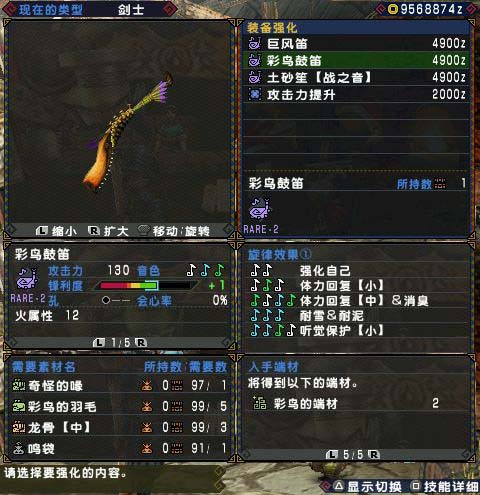 现在的类型 剑士
9568874z
装备强化
巨风笛 4900z
彩鸟鼓笛 4900z
土砂笙【战之音】 4900z
攻击力提升 2000z
彩鸟鼓笛 所持数 1
RARE-2
L 缩小 R 扩大 移动/旋转
彩鸟鼓笛
RARE-2
攻击力 130 音色
锋利度 +1
孔 ●ーー 会心率 0%
火属性 12
L 1/5 R
旋律效果①
强化自己
体力回复【小】
体力回复【中】&消臭
耐雪&耐泥
听觉保护【小】
需要素材名 所持数/需要数
奇怪的喙 0 97/ 1
彩鸟的羽毛 0 99/ 5
龙骨【中】 0 99/ 3
鸣袋 0 91/ 1
入手端材
将得到以下的端材。
彩鸟的端材 2
L 5/5 R
请选择要强化的内容。
显示切换 技能详细